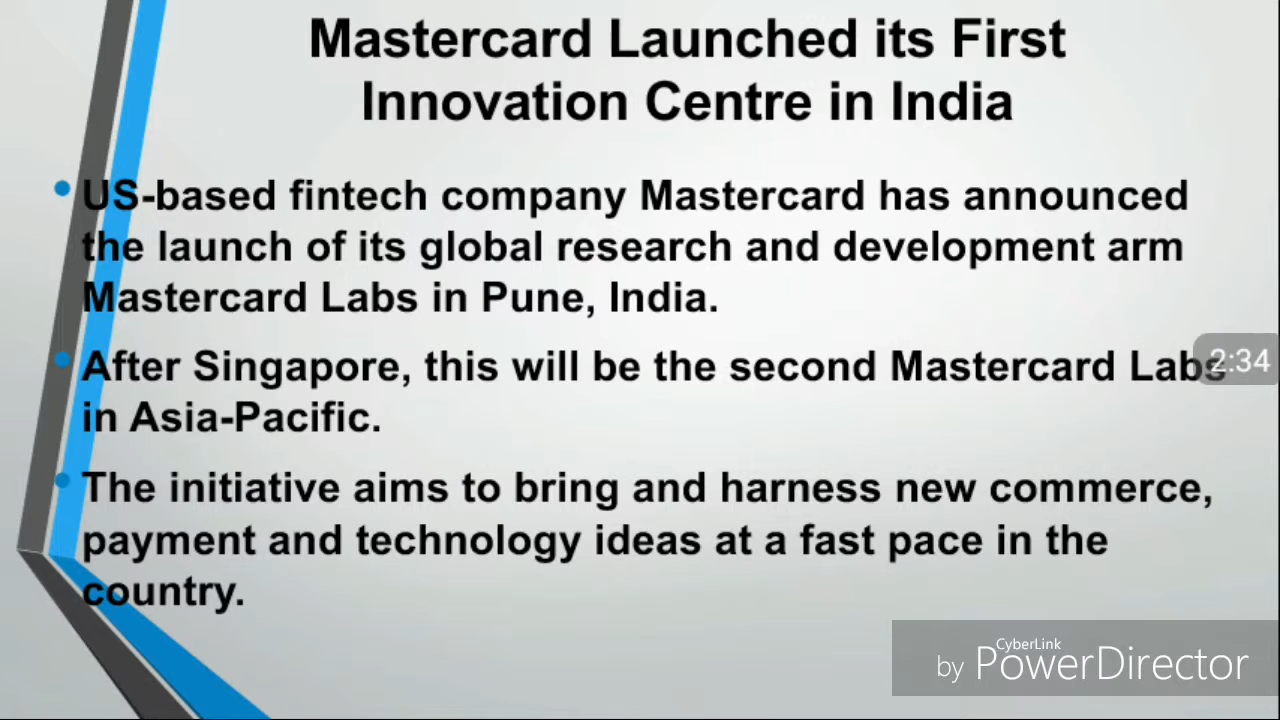 Mastercard Launched its First
Innovation Centre in India
US-based fintech company Mastercard has announced
the launch of its global research and development arm
Mastercard Labs in Pune, India.
After Singapore, this will be the second Mastercard Labs
in Asia-Pacific.
2:34
The initiative aims to bring and harness new commerce,
payment and technology ideas at a fast pace in the
country.
CyberLink
by PowerDirector